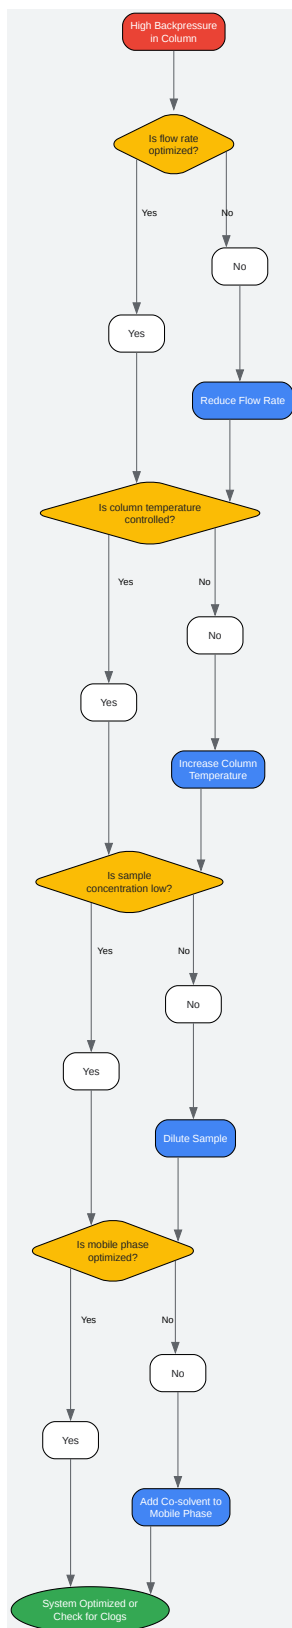 High Backpressure
in Column
Is flow rate
optimized?
Yes
No
No
Yes
Reduce Flow Rate
Is column temperature
controlled?
Yes
No
No
Yes
Increase Column
Temperature
Is sample
concentration low?
Yes
No
No
Yes
Dilute Sample
Is mobile phase
optimized?
Yes
No
No
Yes
Add Co-solvent to
Mobile Phase
System Optimized or
Check for Clogs